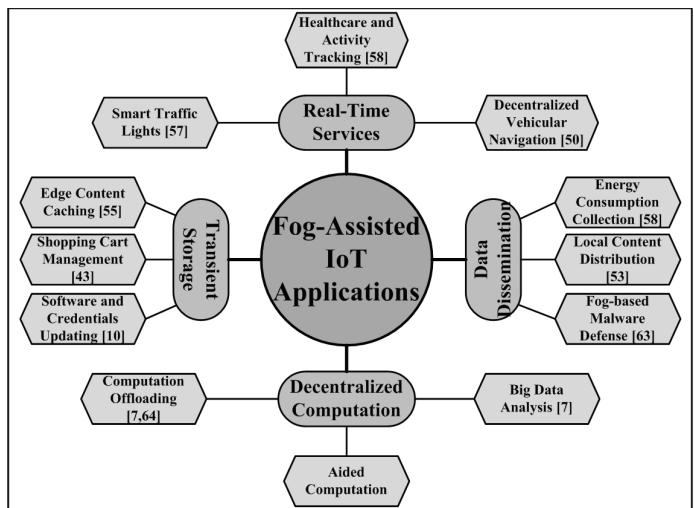 Healthcare and
Activity
Tracking [58]
Smart Traffic
Lights [57]
Real-Time
Services
Decentralized
Vehicular
Navigation [50]
Edge Content
Caching [55]
Shopping Cart
Management
[43]
Software and
Credentials
Updating [10]
Transient
Storage
Fog-Assisted
IoT
Applications
Data
Dissemination
Energy
Consumption
Collection [58]
Local Content
Distribution
[53]
Fog-based
Malware
Defense [63]
Computation
Offloading
[7,64]
Decentralized
Computation
Big Data
Analysis [7]
Aided
Computation